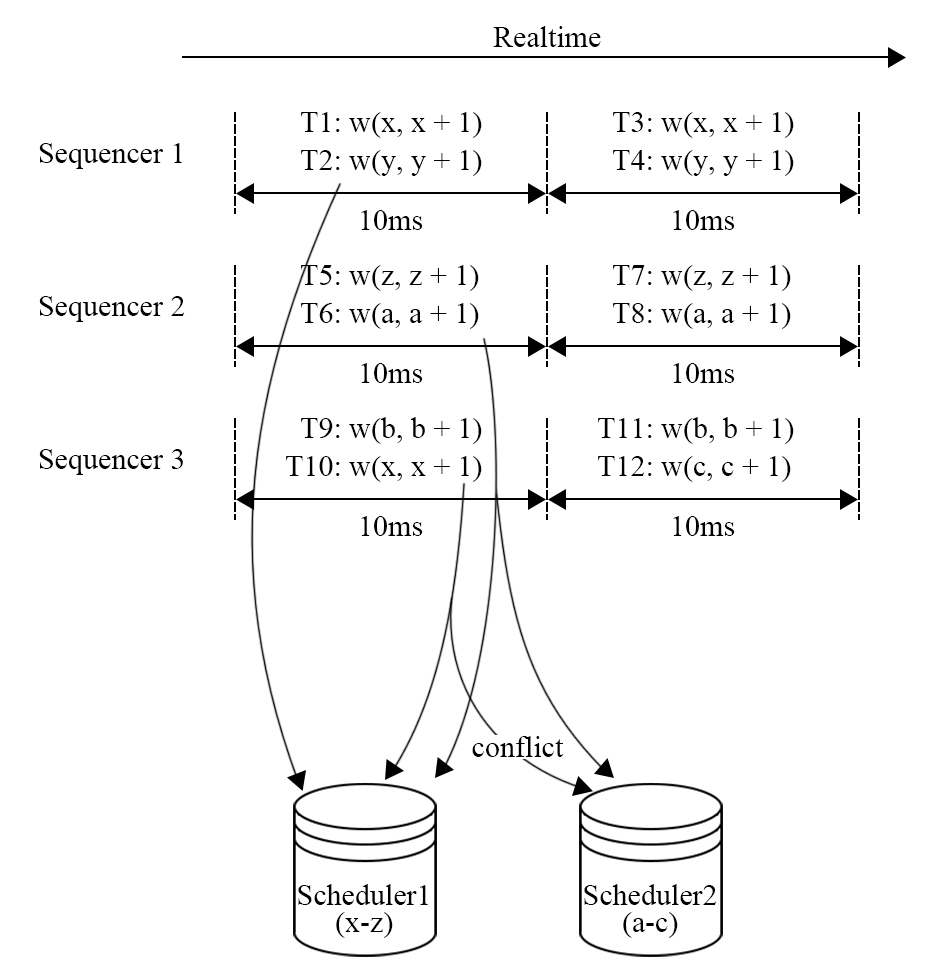 Realtime
T1: w(x, x + 1)
T3: w(x, x + 1)
Sequencer 1
T2: w(y, y + 1)
T4: w(y, y + 1)
10ms
10ms
T5: w(z, z + 1)
T7: w(z, z + 1)
Sequencer 2
T6: w(a, a + 1)
T8: w(a, a + 1)
10ms
10ms
T9: w(b, b + 1)
T11: w(b, b + 1)
Sequencer 3
T10: w(x, x + 1)
T12: w(c, c + 1)
10ms
10ms
conflict
Scheduler1
(x-z)
Scheduler2
(a-c)